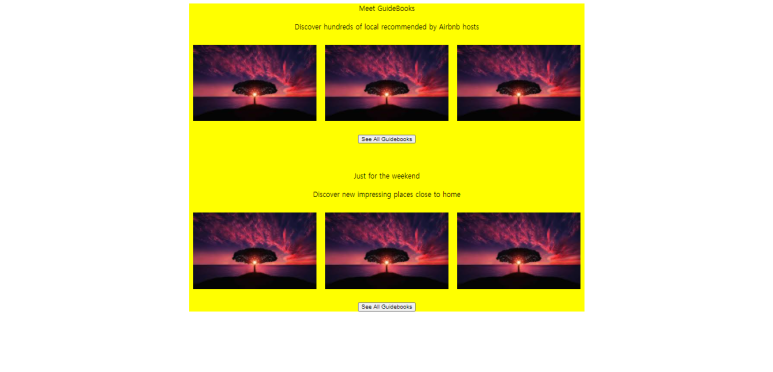 Meet GuideBooks
Discover hundreds of local recommended by Airbnb hosts
See All Guidebooks
Just for the weekend
Discover new impressing places close to home
See All Guidebooks